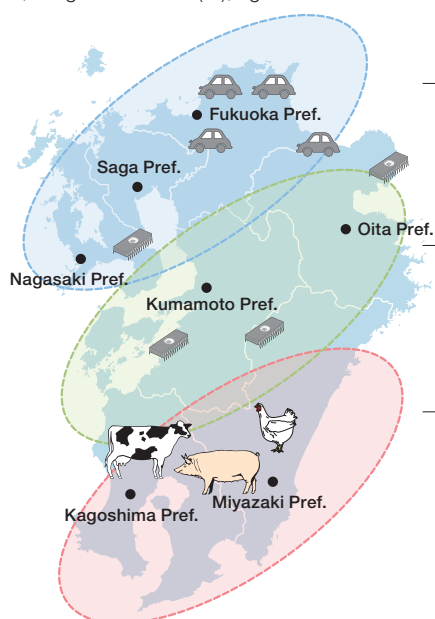 Fukuoka Pref.
Saga Pref.
Oita Pref.
Nagasaki Pref.
Kumamoto Pref.
Miyazaki Pref.
Kagoshima Pref.